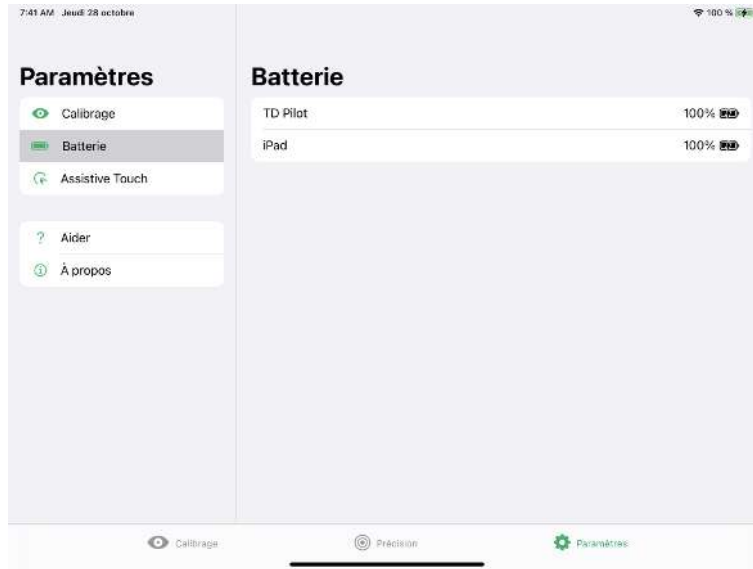 7:41 AM Jeudi 28 octobre
100 %
Paramètres
Calibrage
Batterie
Assistive Touch
Aider
À propos
Batterie
TD Pilot 100%
iPad 100%
Calibrage
Précision
Paramètres